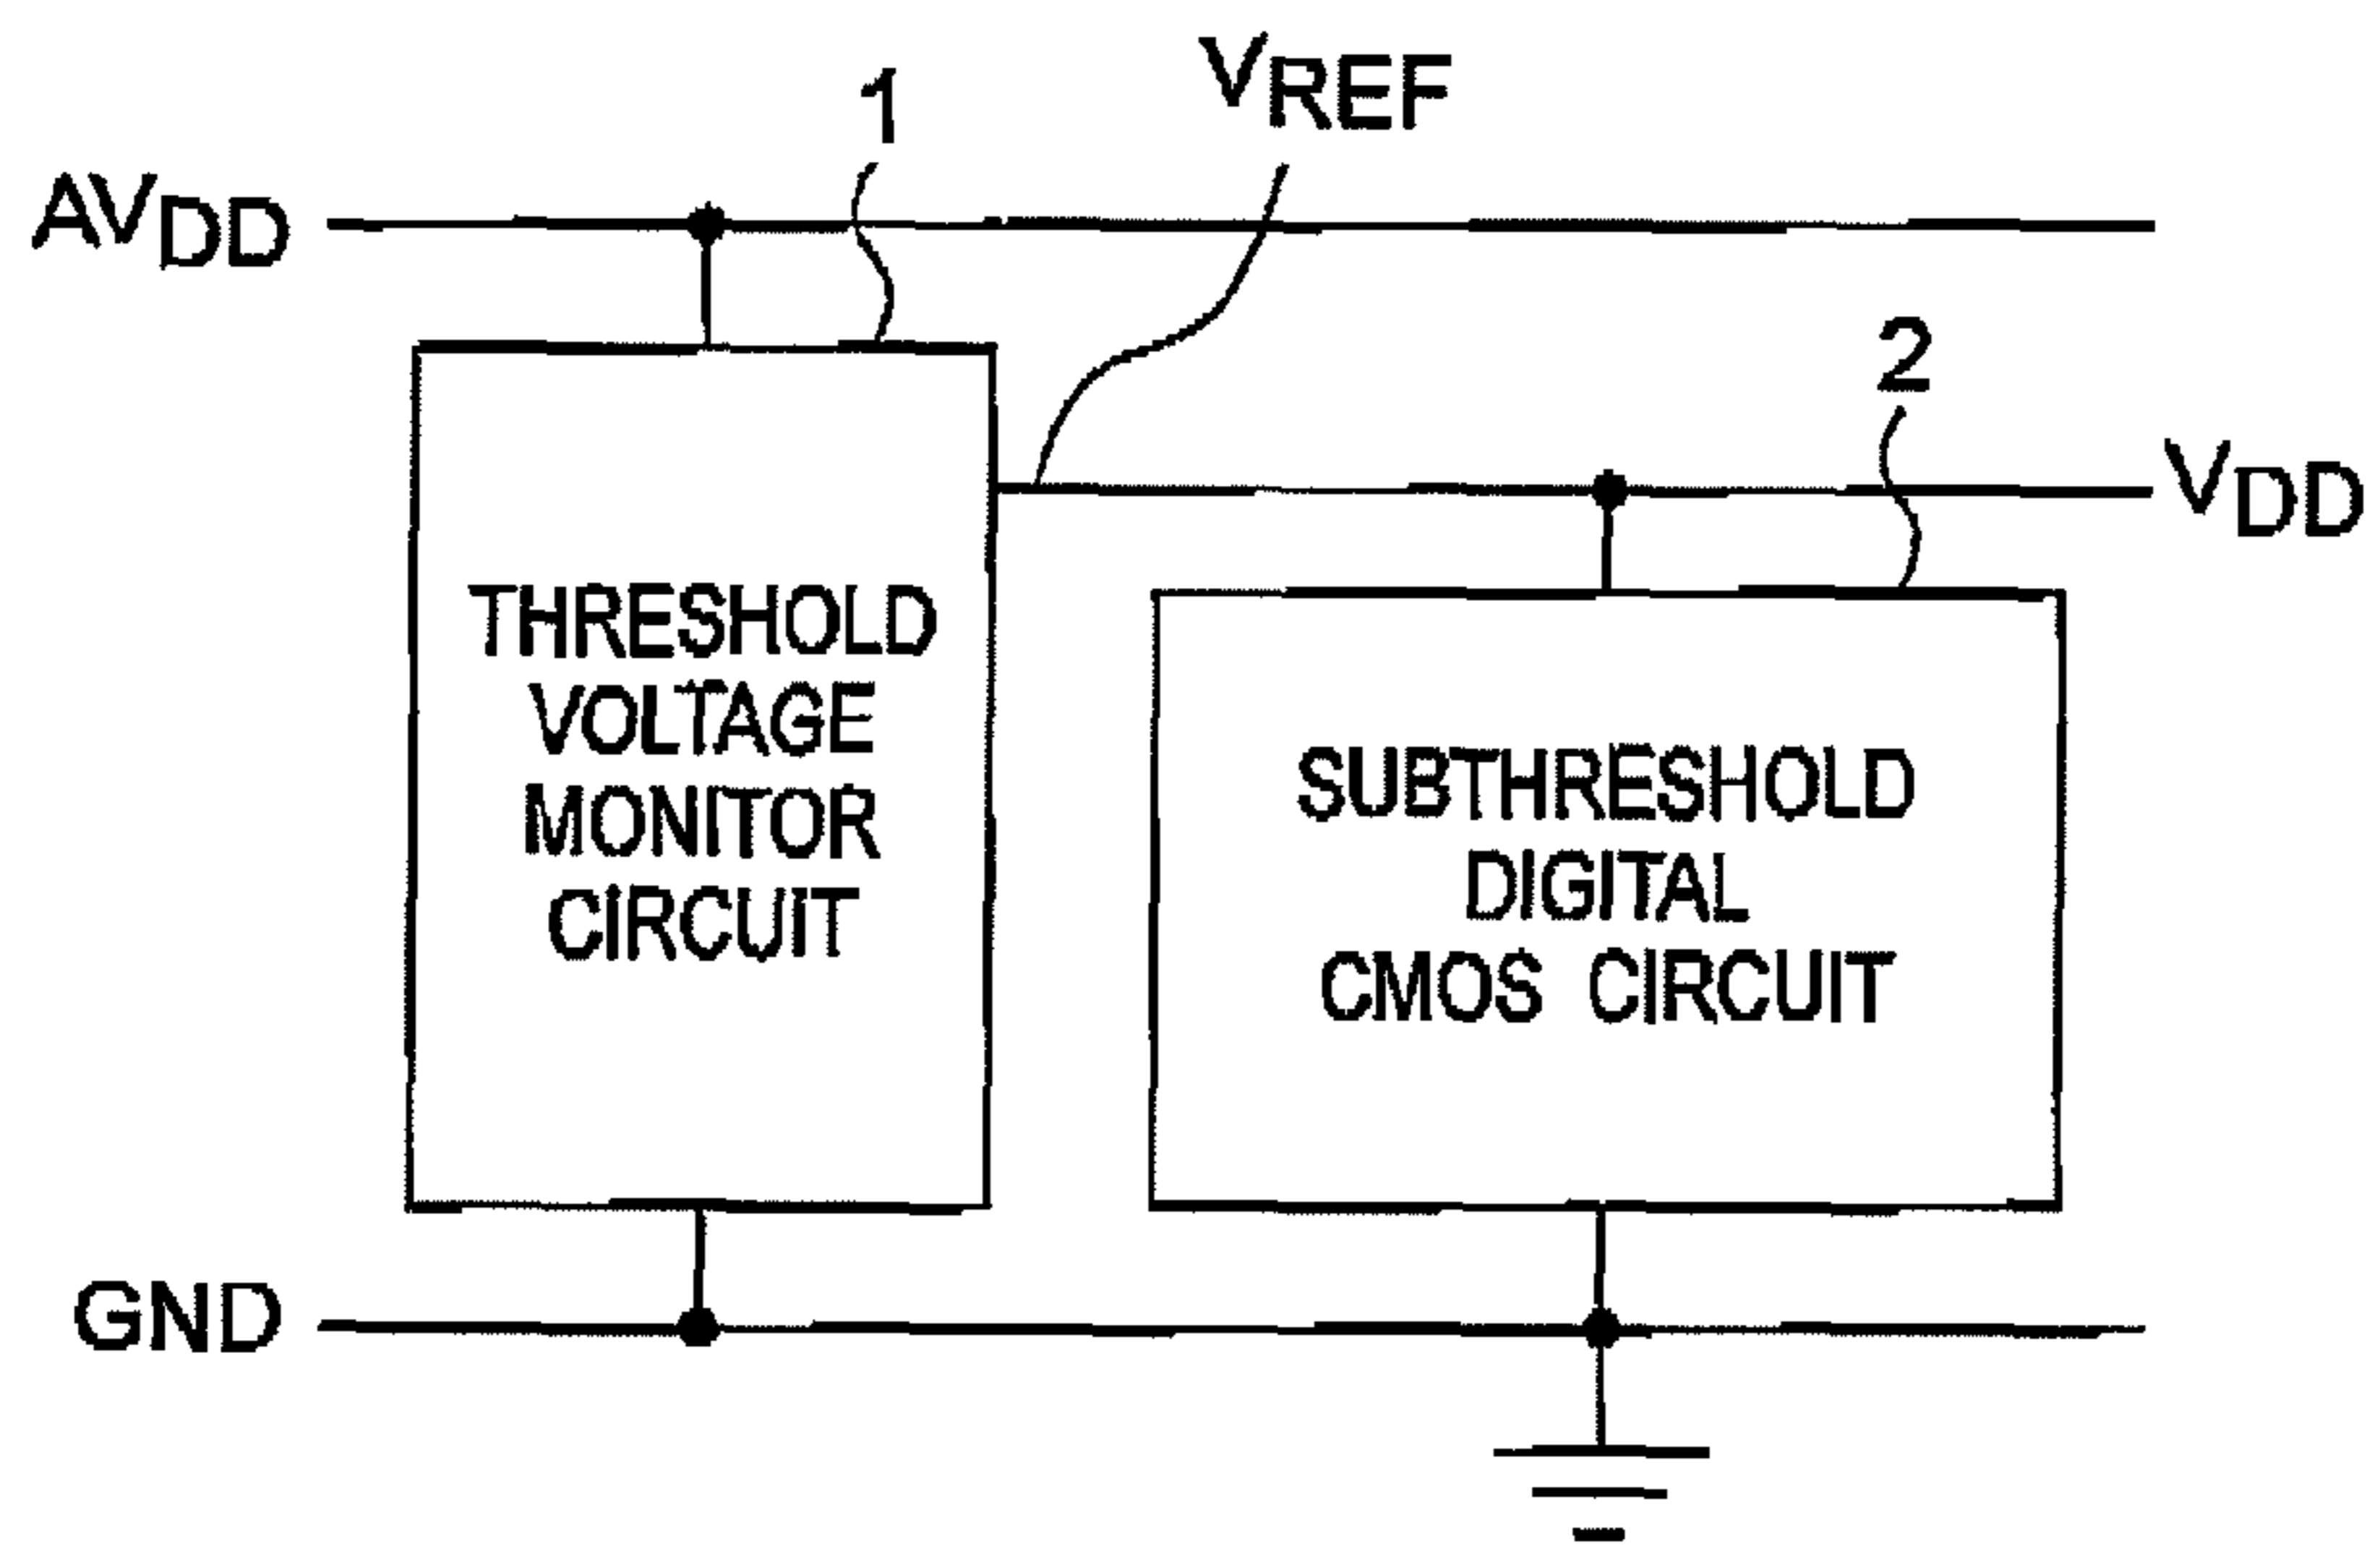 1
VREF
AVDD
2
VDD
THRESHOLD
VOLTAGE
MONITOR
CIRCUIT
SUBTHRESHOLD
DIGITAL
CMOS CIRCUIT
GND